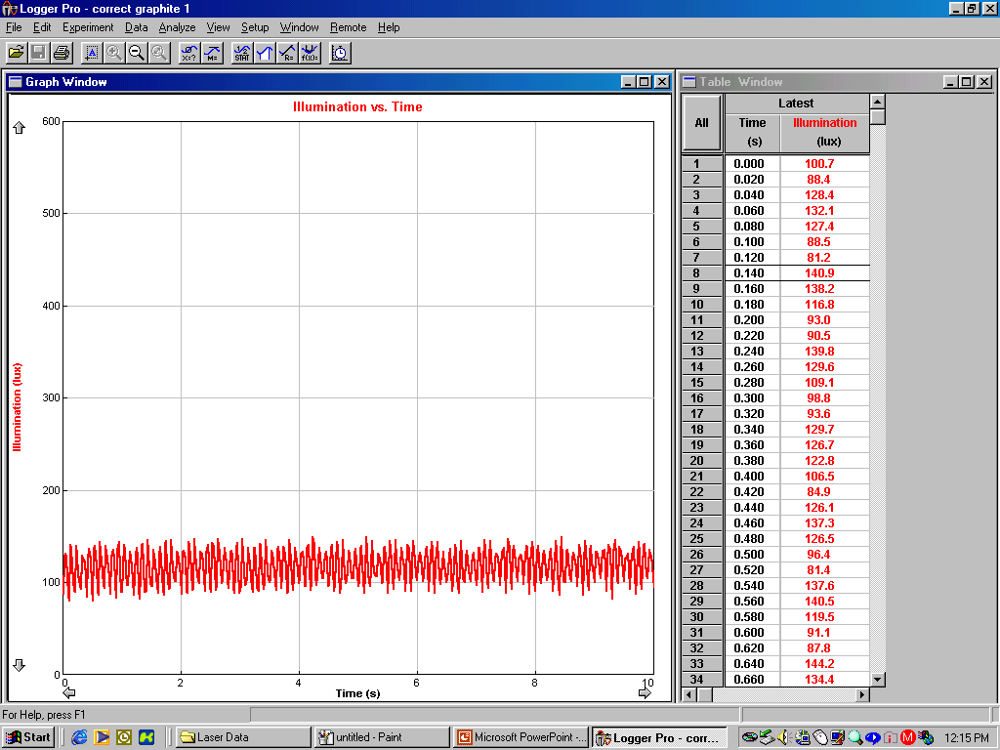 Logger Pro - correct graphite 1
File Edit Experiment Data Analyze View Setup Window Remote Help
A X=? M= STAT R= f(x)=
Graph Window
Illumination vs. Time
600
500
400
300
200
100
0
Illumination (lux)
0 2 4 6 8 10
Time (s)
Table Window
All Latest
Time Illumination
(s) (lux)
1 0.000 100.7
2 0.020 88.4
3 0.040 128.4
4 0.060 132.1
5 0.080 127.4
6 0.100 88.5
7 0.120 81.2
8 0.140 140.9
9 0.160 138.2
10 0.180 116.8
11 0.200 93.0
12 0.220 90.5
13 0.240 139.8
14 0.260 129.6
15 0.280 109.1
16 0.300 98.8
17 0.320 93.6
18 0.340 129.7
19 0.360 126.7
20 0.380 122.8
21 0.400 106.5
22 0.420 84.9
23 0.440 126.1
24 0.460 137.3
25 0.480 126.5
26 0.500 96.4
27 0.520 81.4
28 0.540 137.6
29 0.560 140.5
30 0.580 119.5
31 0.600 91.1
32 0.620 87.8
33 0.640 144.2
34 0.660 134.4
For Help, press F1
Start Laser Data untitled - Paint Microsoft PowerPoint -... Logger Pro - corr... M 12:15 PM